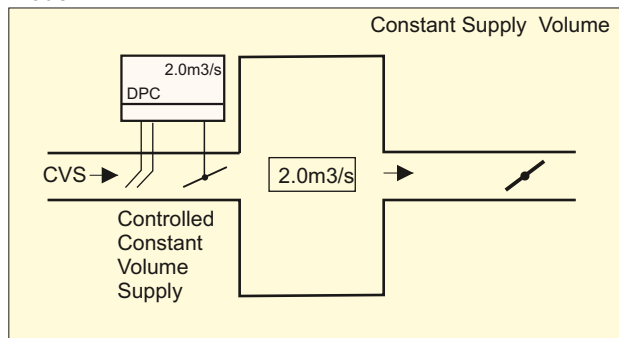 Constant Supply Volume
2.0m3/s
DPC
CVS
2.0m3/s
Controlled
Constant
Volume
Supply